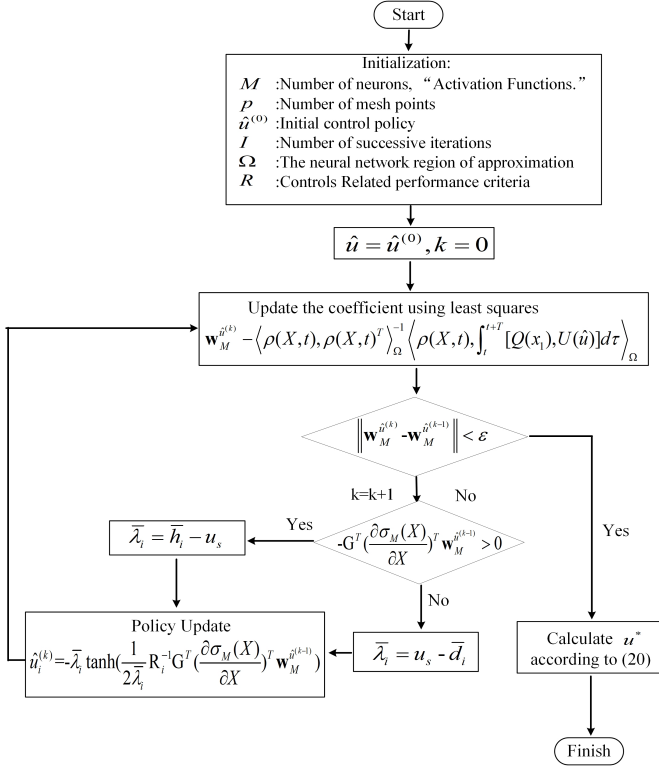 Start
Initialization:
M :Number of neurons, “Activation Functions.”
p :Number of mesh points
û⁽⁰⁾ :Initial control policy
I :Number of successive iterations
Ω :The neural network region of approximation
R :Controls Related performance criteria
û = û⁽⁰⁾, k = 0
Update the coefficient using least squares
𝐰_M^{û^{(k)}} − ⟨ρ(X,t), ρ(X,t)^T⟩_Ω^{−1} ⟨ρ(X,t), ∫_t^{t+T} [Q(x₁),U(û)]dτ⟩_Ω
‖𝐰_M^{û^{(k)}} - 𝐰_M^{û^{(k−1)}}‖ < ε
k=k+1 No
Yes
λ̄_i = h̄_i − u_s
-G^T(∂σ_M(X)/∂X)^T 𝐰_M^{û^{(k-1)}} > 0
Yes
No
Policy Update
û_i^{(k)} = -λ̄_i tanh(1/(2λ̄_i) R_i^{−1} G^T (∂σ_M(X)/∂X)^T 𝐰_M^{û^{(k-1)}})
λ̄_i = u_s - d̄_i
Calculate u*
according to (20)
Finish